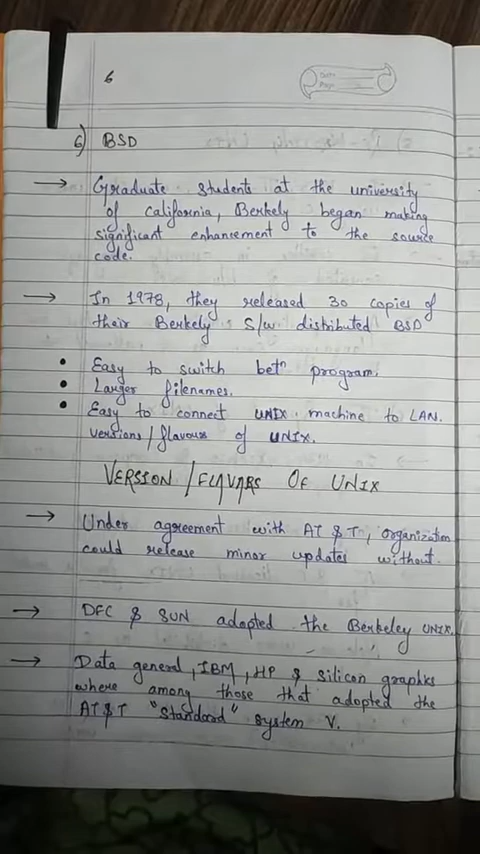 6
Date
Page
6) BSD
→ Graduate students at the university
of california, Berkely began making
significant enhancement to the source
code.
→ In 1978, they released 30 copies of
their Berkely S/w distributed BSD
• Easy to switch betn program.
• Larger filenames.
• Easy to connect UNIX machine to LAN.
versions/flavours of UNIX.
VERSION / FLAVARS OF UNIX
→ Under agreement with AT & T, organization
could release minor updates without.
→ DEC & SUN adopted the Berkeley UNIX.
→ Data general, IBM, HP & Silicon graphks
where among those that adopted the
AT&T "Standard" system V.